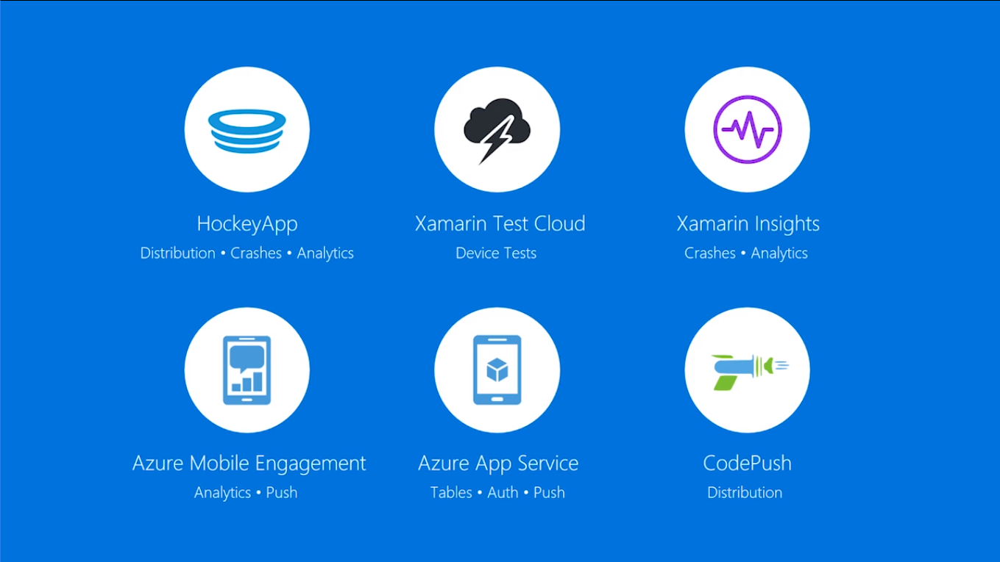 HockeyApp
Distribution • Crashes • Analytics
Xamarin Test Cloud
Device Tests
Xamarin Insights
Crashes • Analytics
Azure Mobile Engagement
Analytics • Push
Azure App Service
Tables • Auth • Push
CodePush
Distribution